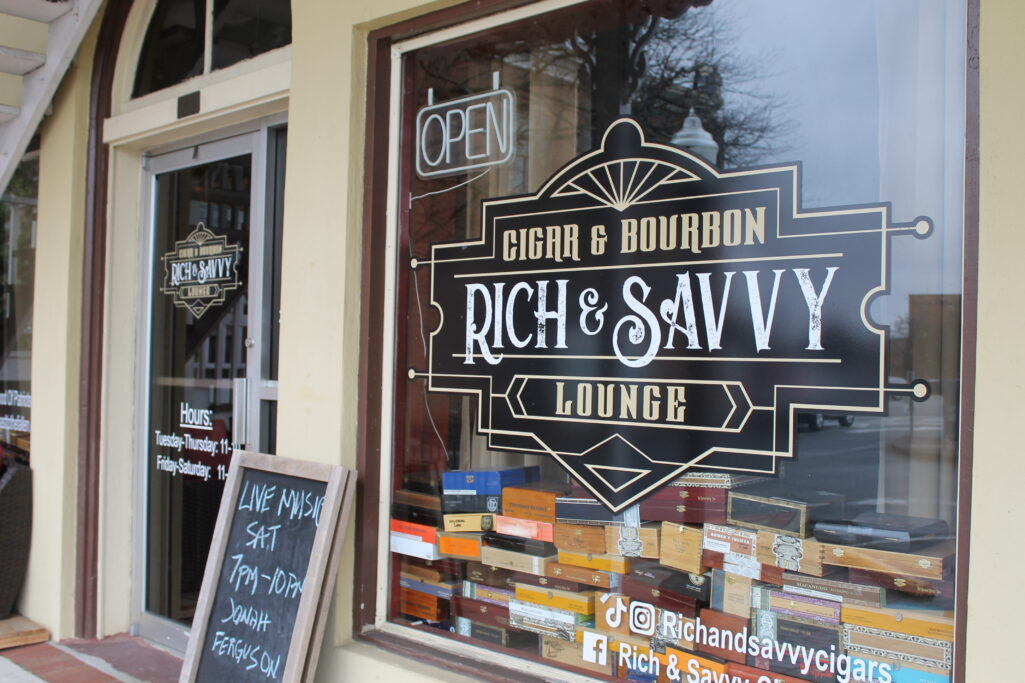 OPEN
CIGAR & BOURBON
RICH & SAVVY
LOUNGE
CIGAR & BOURBON
RICH & SAVVY
LOUNGE
Hours:
Tuesday-Thursday: 11-
Friday-Saturday: 11-
LIVE MUSIC
SAT
7PM-10PM
JONAH
FERGUSON
Richandsavvycigars
Rich & Savvy